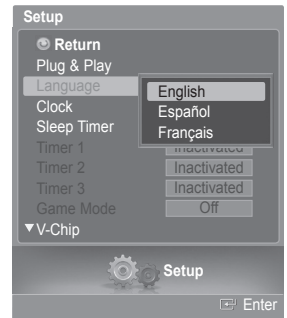 Setup
Return
Plug & Play
Language
English
Español
Français
Clock
Sleep Timer
Timer 1 Inactivated
Timer 2 Inactivated
Timer 3 Inactivated
Game Mode Off
▼V-Chip
Setup
Enter